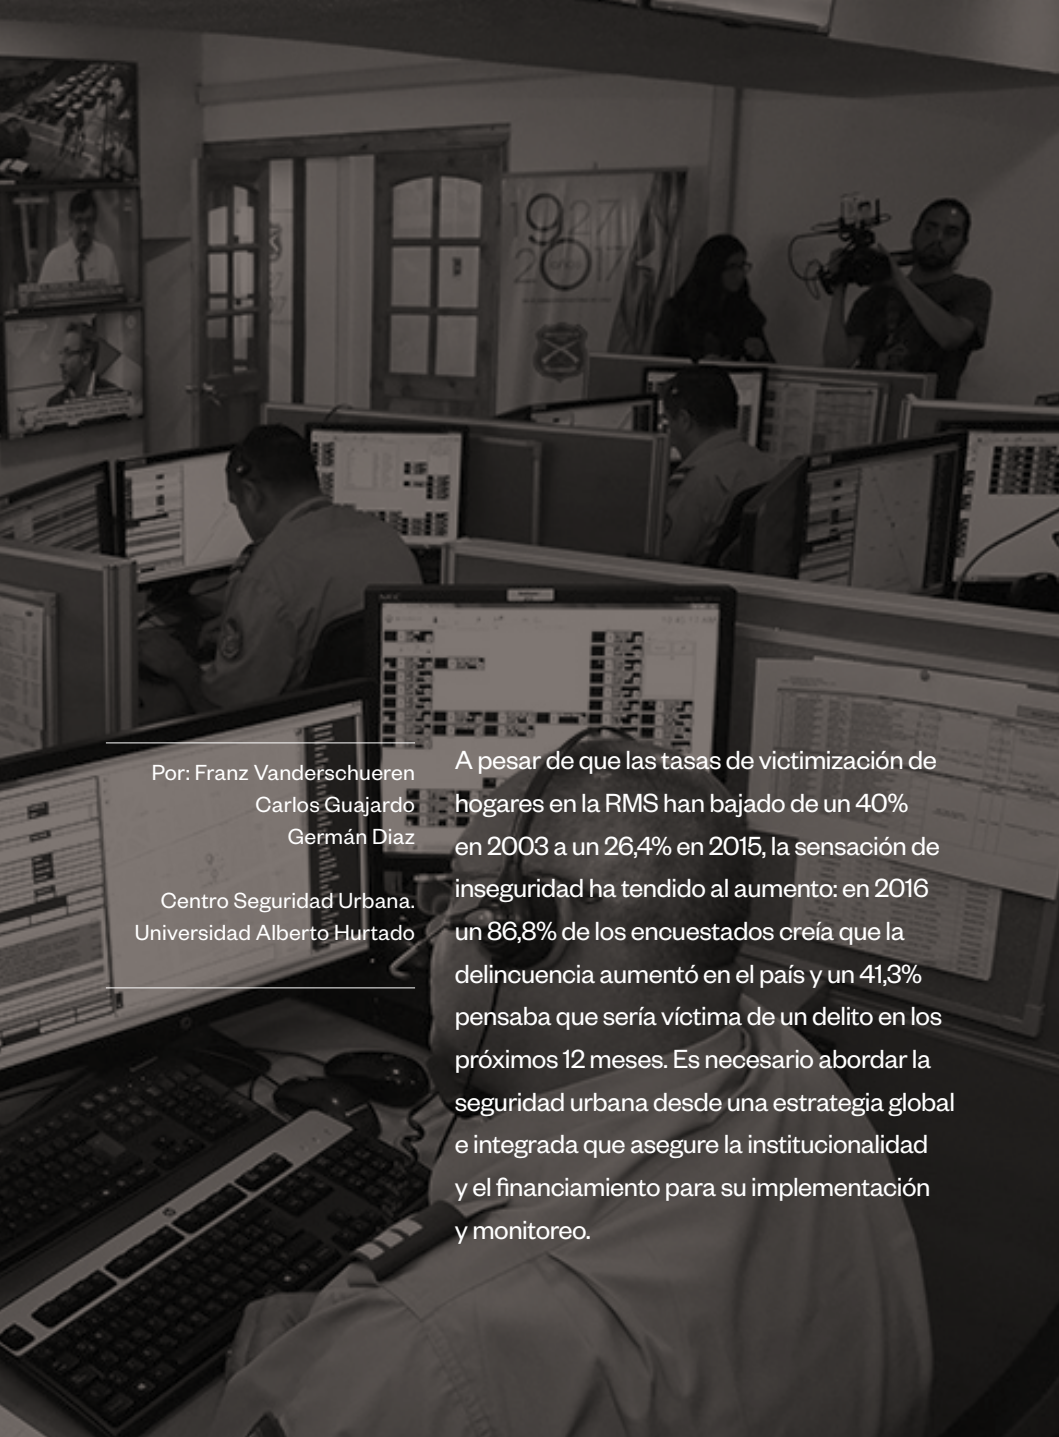 1927
2017
NEC
Por: Franz Vanderschueren
Carlos Guajardo
Germán Diaz
Centro Seguridad Urbana.
Universidad Alberto Hurtado
A pesar de que las tasas de victimización de
hogares en la RMS han bajado de un 40%
en 2003 a un 26,4% en 2015, la sensación de
inseguridad ha tendido al aumento: en 2016
un 86,8% de los encuestados creía que la
delincuencia aumentó en el país y un 41,3%
pensaba que sería víctima de un delito en los
próximos 12 meses. Es necesario abordar la
seguridad urbana desde una estrategia global
e integrada que asegure la institucionalidad
y el financiamiento para su implementación
y monitoreo.